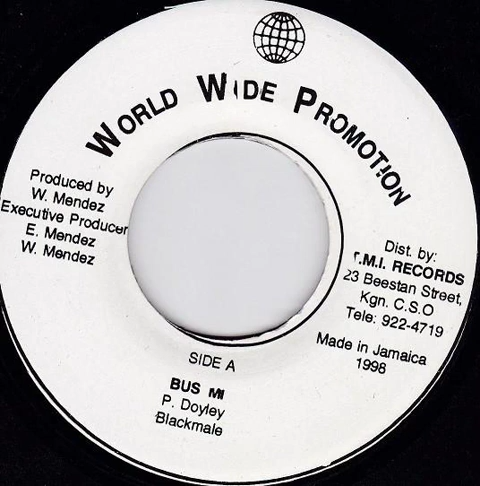 WORLD WIDE PROMOTION
Produced by
W. Mendez
Executive Producer
E. Mendez
W. Mendez
Dist. by:
T.M.I. RECORDS
23 Beestan Street,
Kgn. C.S.O
Tele: 922-4719
Made in Jamaica
1998
SIDE A
BUS MI
P. Doyley
Blackmale